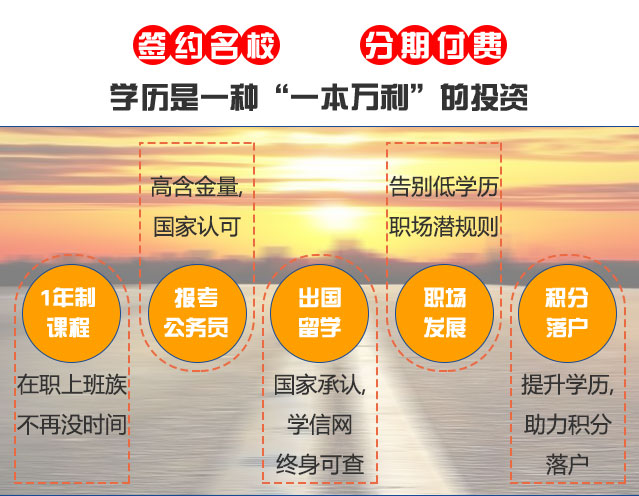 签约名校 分期付费
学历是一种“一本万利”的投资
1年制
课程
在职上班族
不再没时间
高含金量,
国家认可
报考
公务员
出国
留学
国家承认,
学信网
终身可查
告别低学历
职场潜规则
职场
发展
积分
落户
提升学历,
助力积分
落户